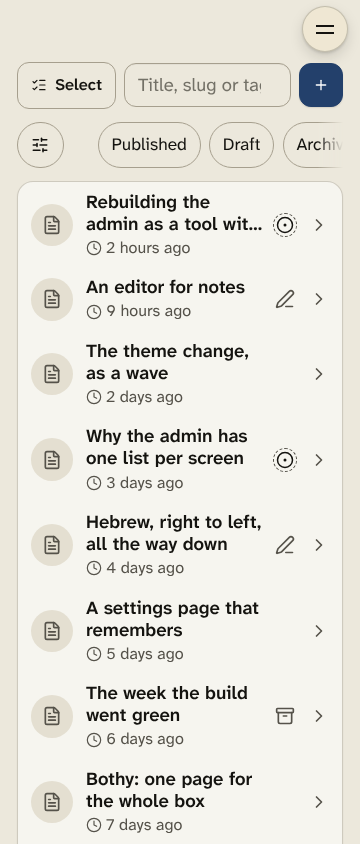 Select
Title, slug or tag
+
Published
Draft
Archiv
Rebuilding the
admin as a tool wit...
2 hours ago
An editor for notes
9 hours ago
The theme change,
as a wave
2 days ago
Why the admin has
one list per screen
3 days ago
Hebrew, right to left,
all the way down
4 days ago
A settings page that
remembers
5 days ago
The week the build
went green
6 days ago
Bothy: one page for
the whole box
7 days ago